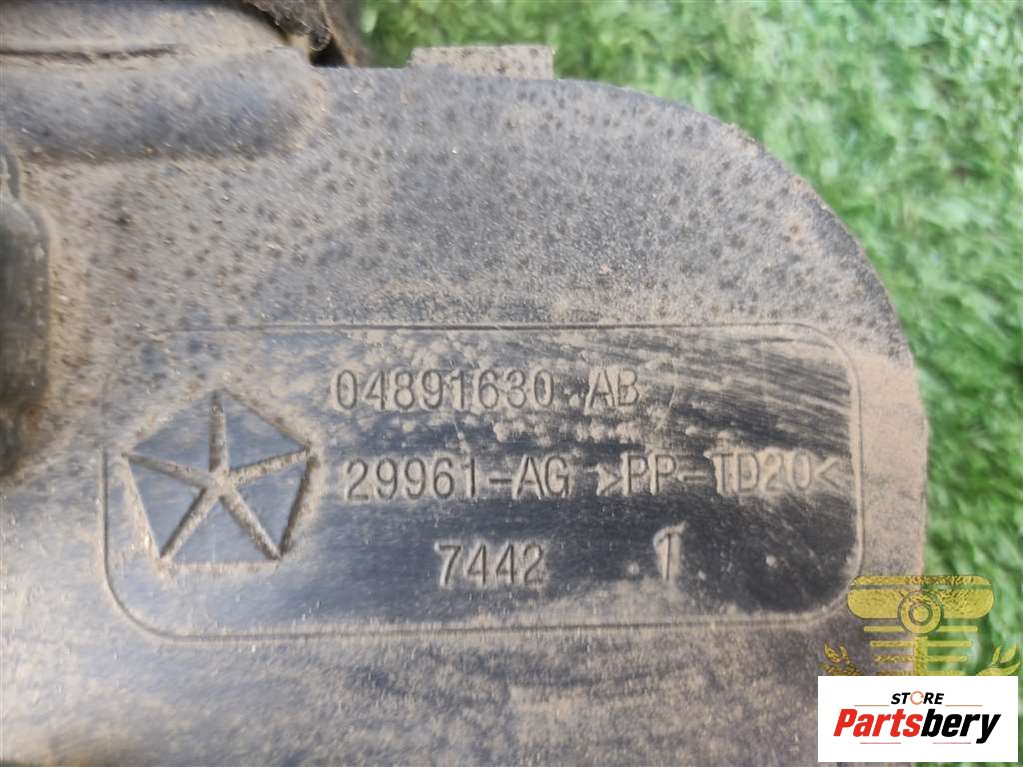 04891630 AB
29961-AG >PP-TD20<
7442 1
STORE
Partsbery